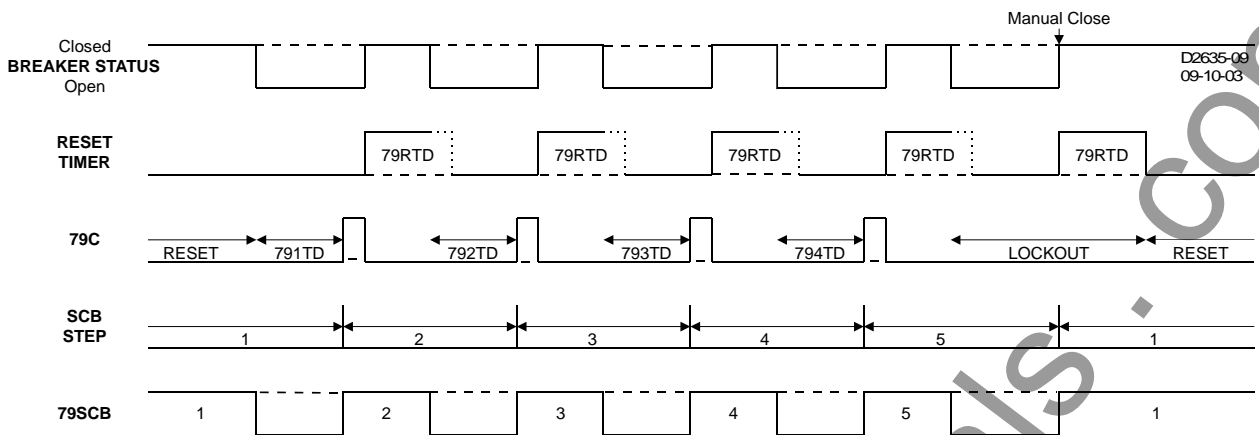 Manual Close
Closed
BREAKER STATUS
Open
D2635-09
09-10-03
RESET
TIMER
79RTD 79RTD 79RTD 79RTD 79RTD
79C
RESET 791TD 792TD 793TD 794TD LOCKOUT RESET
SCB
STEP
1 2 3 4 5 1
79SCB
1 2 3 4 5 1